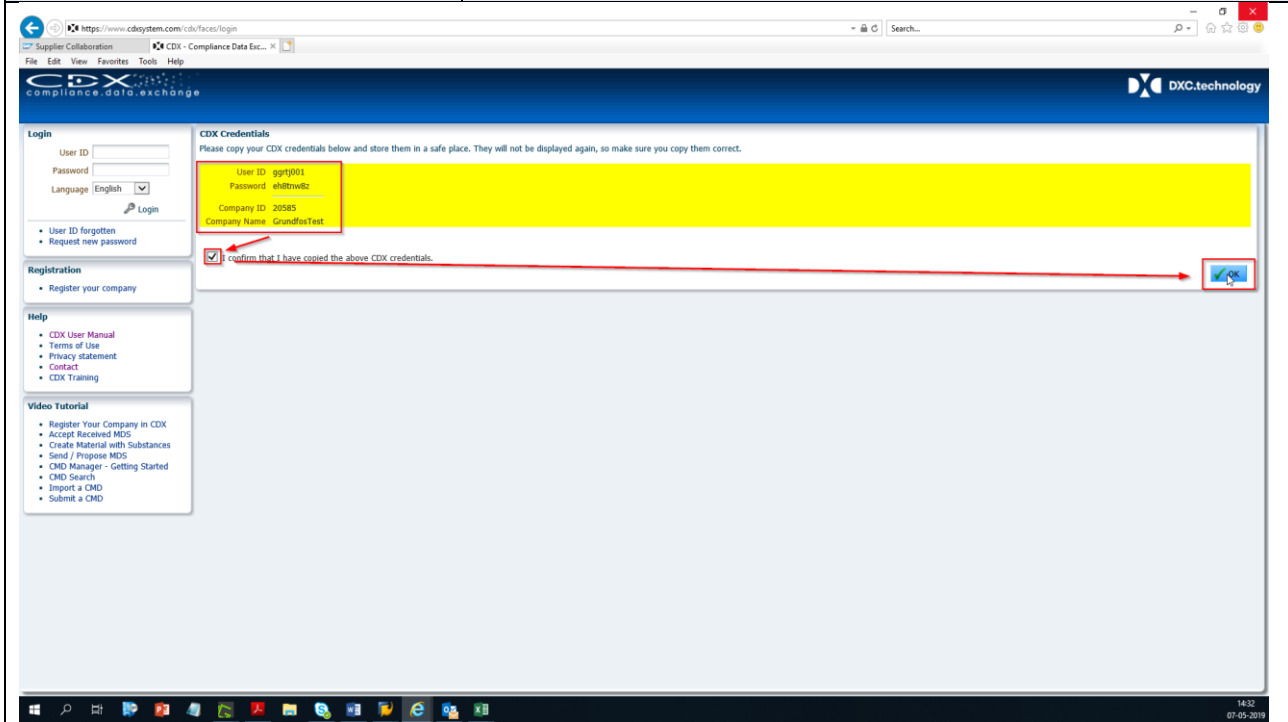 https://www.cdxsystem.com/cdx/faces/login
Search...
Supplier Collaboration
CDX - Compliance Data Exc...
File Edit View Favorites Tools Help
CDX
compliance.data.exchange
DXC.technology
Login
User ID
Password
Language English
Login
• User ID forgotten
• Request new password
Registration
• Register your company
Help
• CDX User Manual
• Terms of Use
• Privacy statement
• Contact
• CDX Training
Video Tutorial
• Register Your Company in CDX
• Accept Received MDS
• Create Material with Substances
• Send / Propose MDS
• CMD Manager - Getting Started
• CMD Search
• Import a CMD
• Submit a CMD
CDX Credentials
Please copy your CDX credentials below and store them in a safe place. They will not be displayed again, so make sure you copy them correct.
User ID ggrtj001
Password eh8tnw8z
Company ID 20585
Company Name GrundfosTest
I confirm that I have copied the above CDX credentials.
OK
14:32
07-05-2019